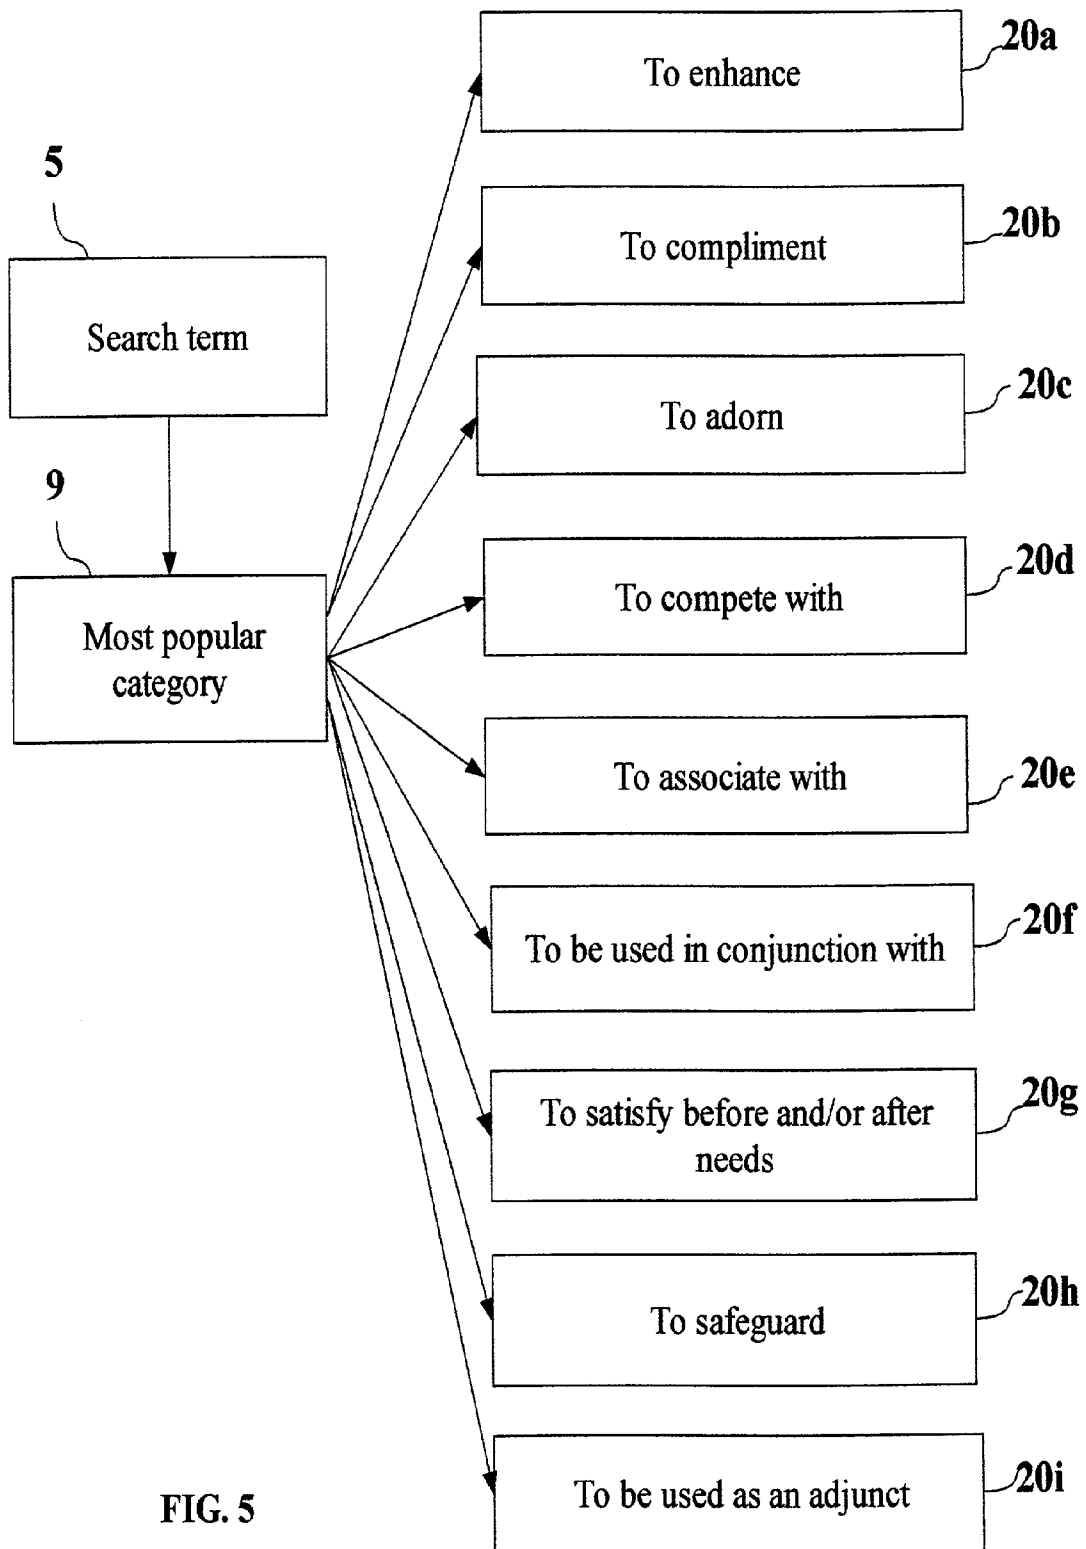 5
Search term
9
Most popular
category
To enhance
20a
To compliment
20b
To adorn
20c
To compete with
20d
To associate with
20e
To be used in conjunction with
20f
To satisfy before and/or after
needs
20g
To safeguard
20h
To be used as an adjunct
20i
FIG. 5